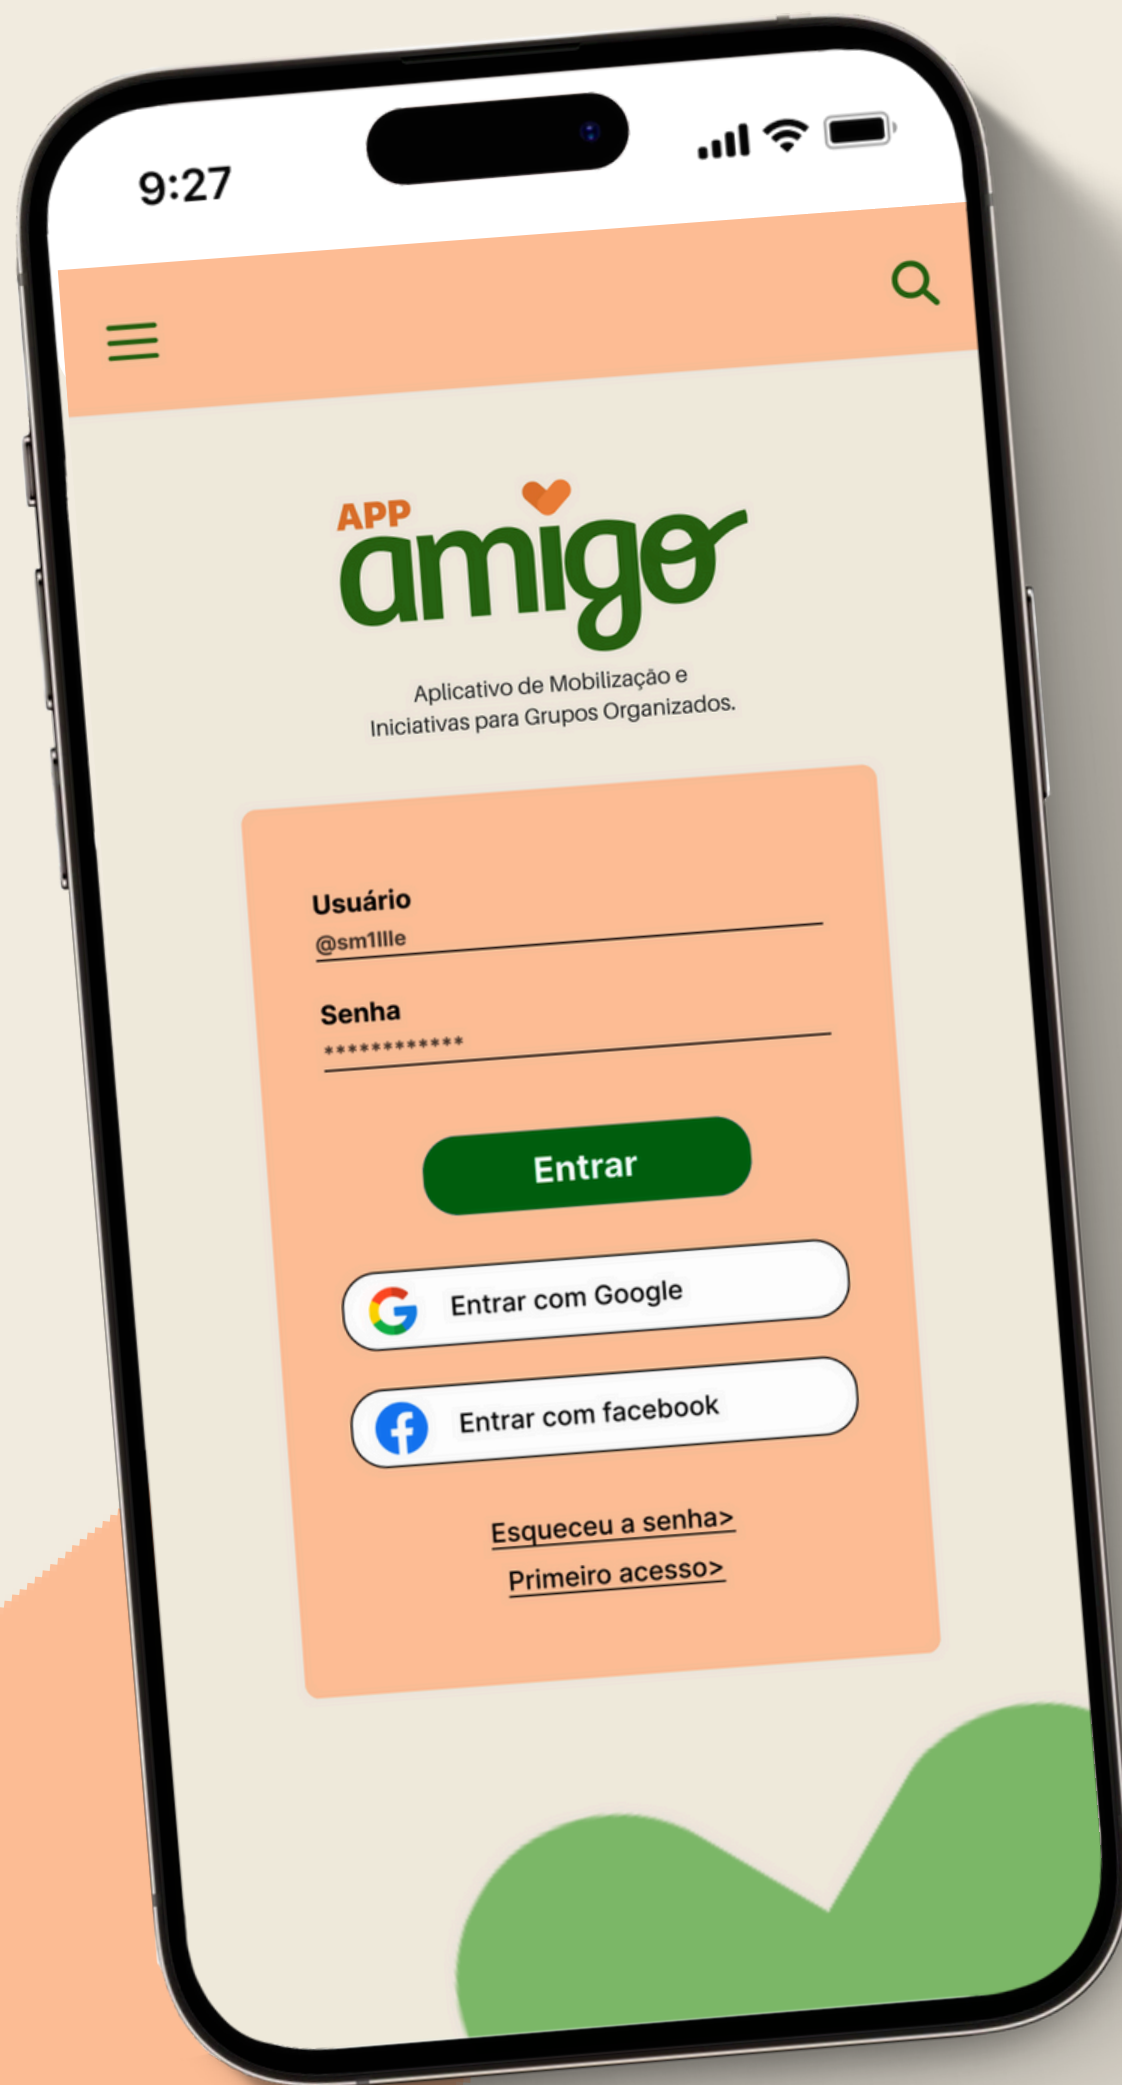 9:27
APP
amigo
Aplicativo de Mobilização e
Iniciativas para Grupos Organizados.
Usuário
@sm1llle
Senha
************
Entrar
Entrar com Google
Entrar com facebook
Esqueceu a senha>
Primeiro acesso>